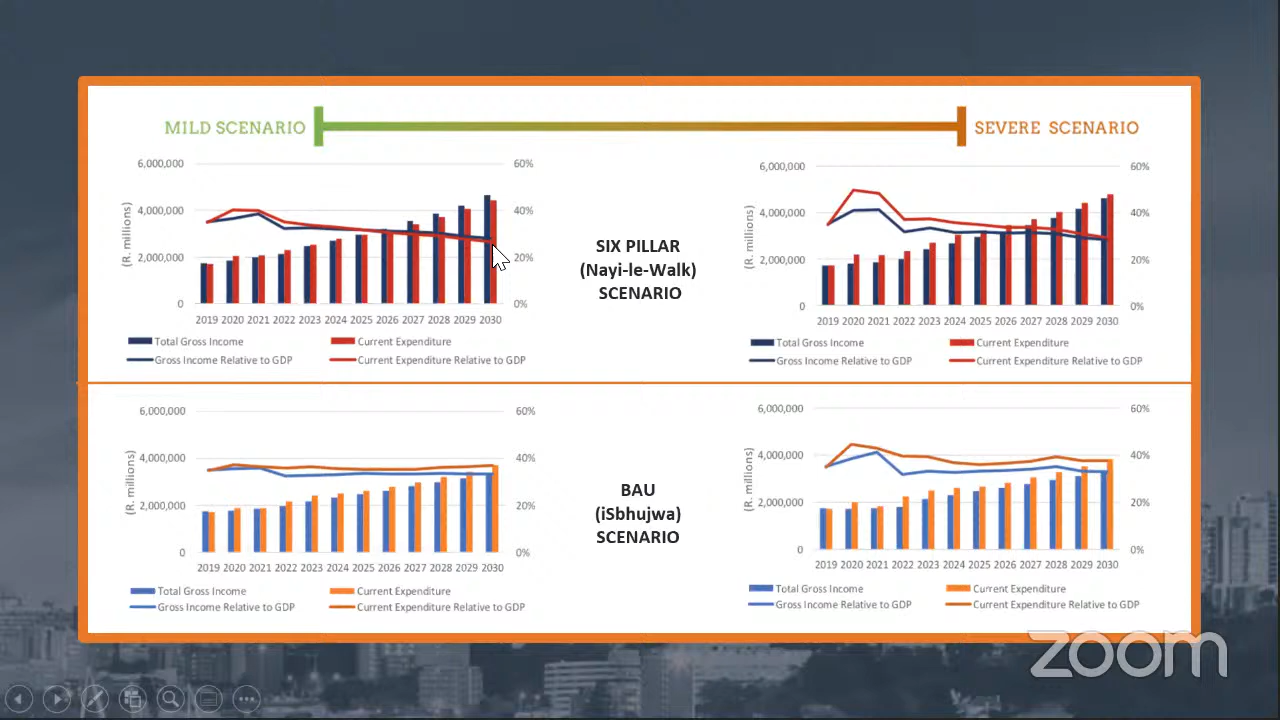 MILD SCENARIO
SEVERE SCENARIO
6,000,000
4,000,000
2,000,000
0
(R. millions)
60%
40%
20%
0%
2019 2020 2021 2022 2023 2024 2025 2026 2027 2028 2029 2030
Total Gross Income
Current Expenditure
Gross Income Relative to GDP
Current Expenditure Relative to GDP
SIX PILLAR
(Nayi-le-Walk)
SCENARIO
6,000,000
4,000,000
2,000,000
0
(R. millions)
60%
40%
20%
0%
2019 2020 2021 2022 2023 2024 2025 2026 2027 2028 2029 2030
Total Gross Income
Current Expenditure
Gross Income Relative to GDP
Current Expenditure Relative to GDP
6,000,000
4,000,000
2,000,000
0
(R. millions)
60%
40%
20%
0%
2019 2020 2021 2022 2023 2024 2025 2026 2027 2028 2029 2030
Total Gross Income
Current Expenditure
Gross Income Relative to GDP
Current Expenditure Relative to GDP
BAU
(iSbhujwa)
SCENARIO
6,000,000
4,000,000
2,000,000
0
(R. millions)
60%
40%
20%
0%
2019 2020 2021 2022 2023 2024 2025 2026 2027 2028 2029 2030
Total Gross Income
Current Expenditure
Gross Income Relative to GDP
Current Expenditure Relative to GDP
zoom